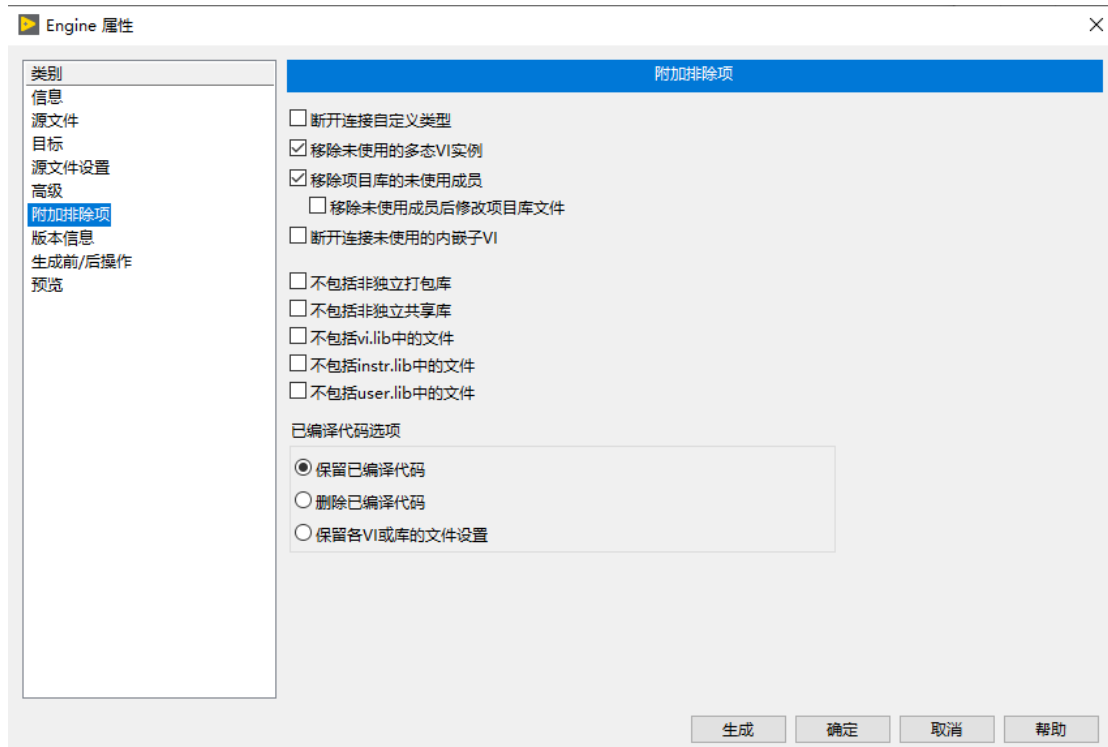 Engine 属性
类别
信息
源文件
目标
源文件设置
高级
附加排除项
版本信息
生成前/后操作
预览
附加排除项
断开连接自定义类型
移除未使用的多态VI实例
移除项目库的未使用成员
移除未使用成员后修改项目库文件
断开连接未使用的内嵌子VI
不包括非独立打包库
不包括非独立共享库
不包括vi.lib中的文件
不包括instr.lib中的文件
不包括user.lib中的文件
已编译代码选项
保留已编译代码
删除已编译代码
保留各VI或库的文件设置
生成
确定
取消
帮助